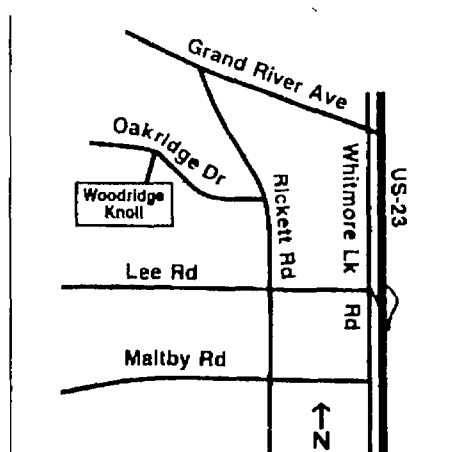 Grand River Ave
Oakridge Dr
Woodridge
Knoll
Rickett Rd
Whitmore Lk Rd
US-23
Lee Rd
Maltby Rd
N